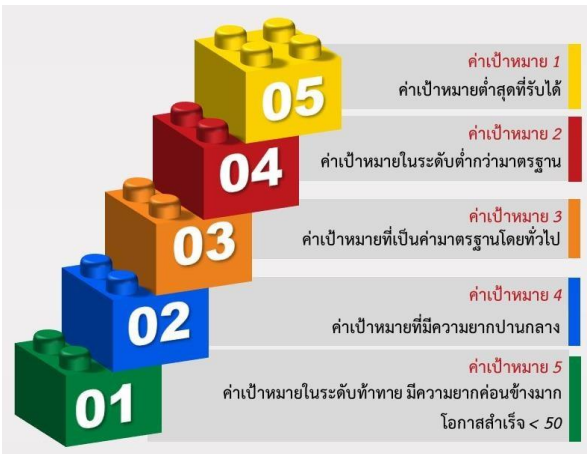 05
ค่าเป้าหมาย 1
ค่าเป้าหมายต่ำสุดที่รับได้
04
ค่าเป้าหมาย 2
ค่าเป้าหมายในระดับต่ำกว่ามาตรฐาน
03
ค่าเป้าหมาย 3
ค่าเป้าหมายที่เป็นค่ามาตรฐานโดยทั่วไป
02
ค่าเป้าหมาย 4
ค่าเป้าหมายที่มีความยากปานกลาง
01
ค่าเป้าหมาย 5
ค่าเป้าหมายในระดับท้าทาย มีความยากค่อนข้างมาก
โอกาสสำเร็จ < 50